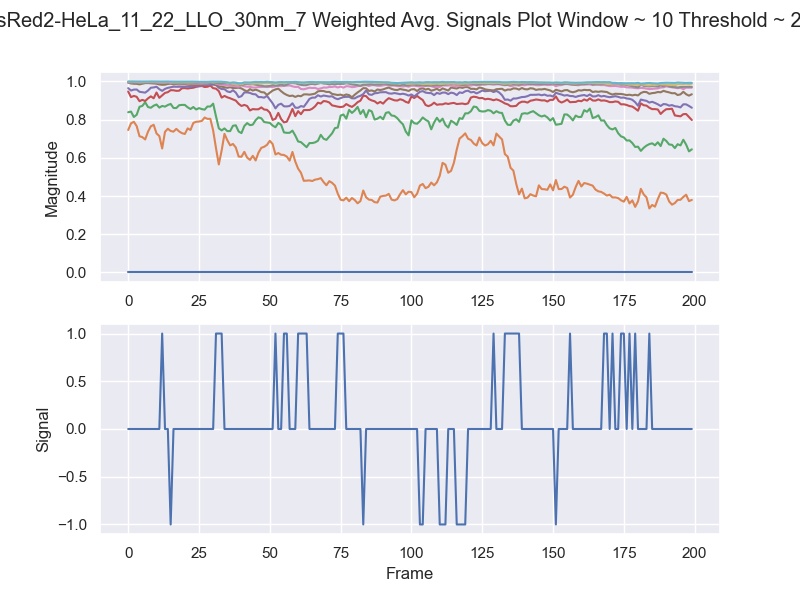 sRed2-HeLa_11_22_LLO_30nm_7 Weighted Avg. Signals Plot Window ~ 10 Threshold ~ 2
1.0
0.8
0.6
0.4
0.2
0.0
Magnitude
0 25 50 75 100 125 150 175 200
1.0
0.5
0.0
−0.5
−1.0
Signal
0 25 50 75 100 125 150 175 200
Frame